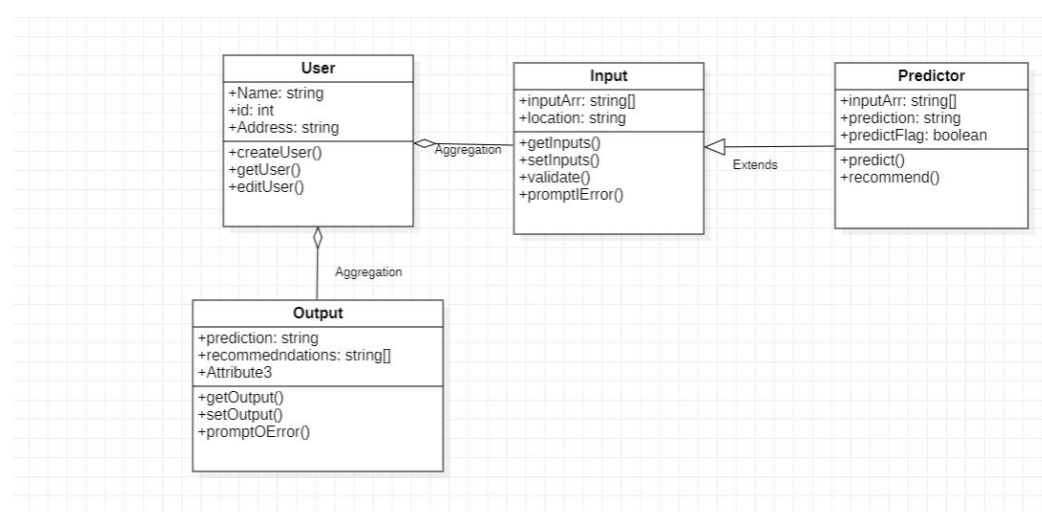 User
+Name: string
+id: int
+Address: string
+createUser()
+getUser()
+editUser()
Aggregation
Input
+inputArr: string[]
+location: string
+getInputs()
+setInputs()
+validate()
+promptIError()
Extends
Predictor
+inputArr: string[]
+prediction: string
+predictFlag: boolean
+predict()
+recommend()
Aggregation
Output
+prediction: string
+recommedndations: string[]
+Attribute3
+getOutput()
+setOutput()
+promptOError()